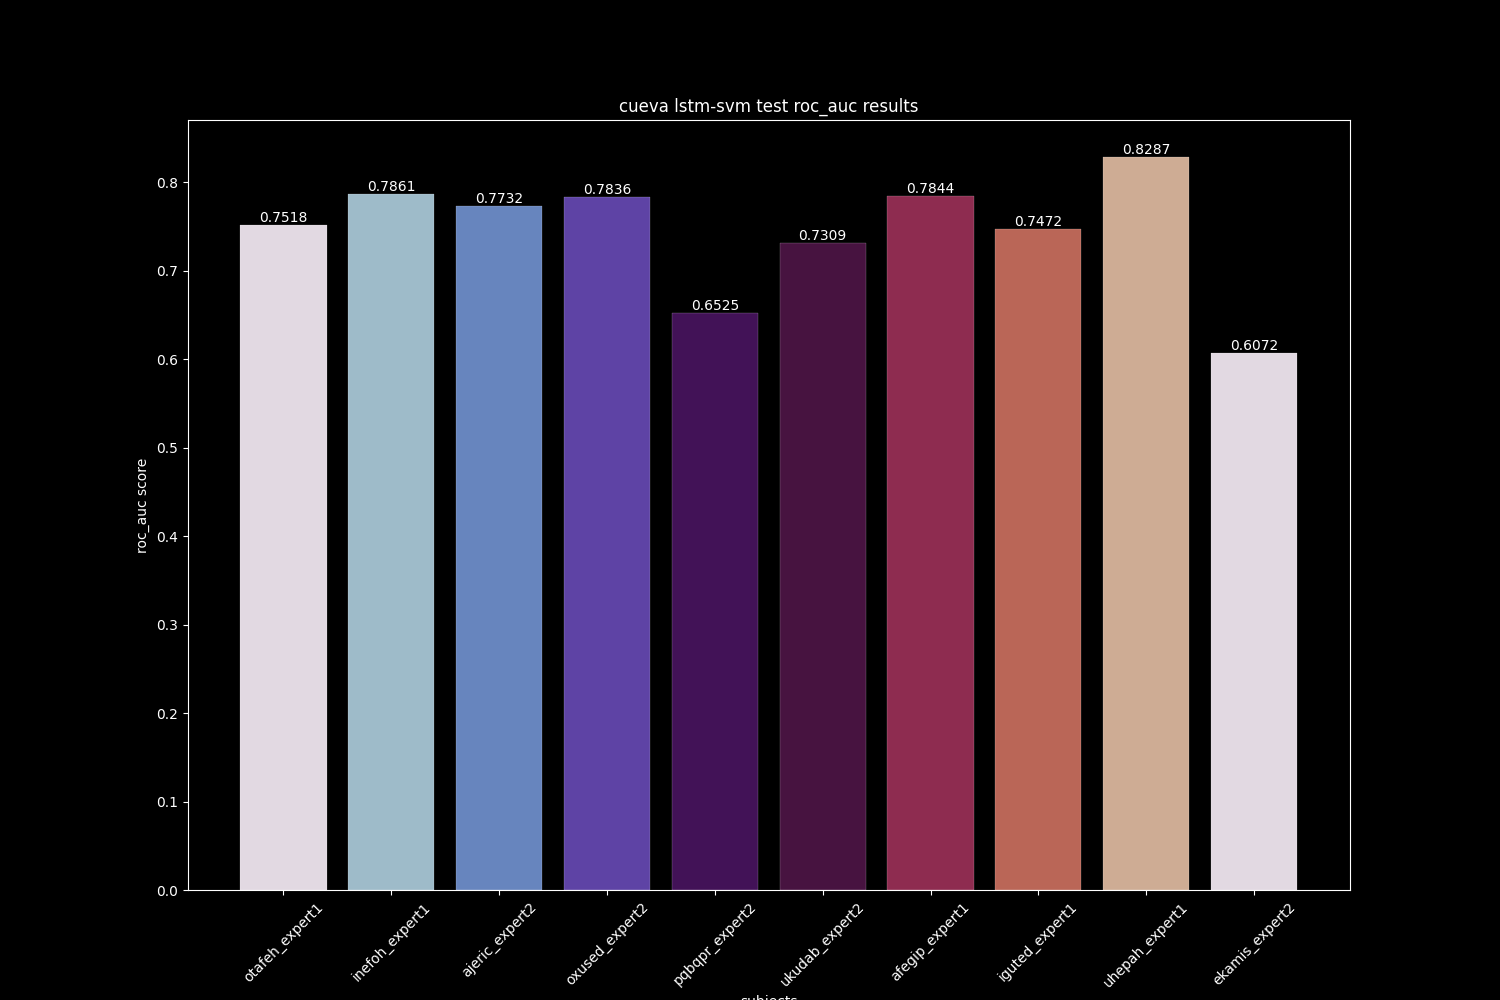 cueva lstm-svm test roc_auc results
0.8287
0.7861
0.7844
0.7836
0.7732
0.7518
0.7472
0.7309
0.6525
0.6072
0.8
0.7
0.6
0.5
0.4
0.3
0.2
0.1
0.0
roc_auc score
otafeh_expert1
inefoh_expert1
ajeric_expert2
oxused_expert2
pqbqpr_expert2
ukudab_expert2
afegip_expert1
iguted_expert1
uhepah_expert1
ekamis_expert2
subjects